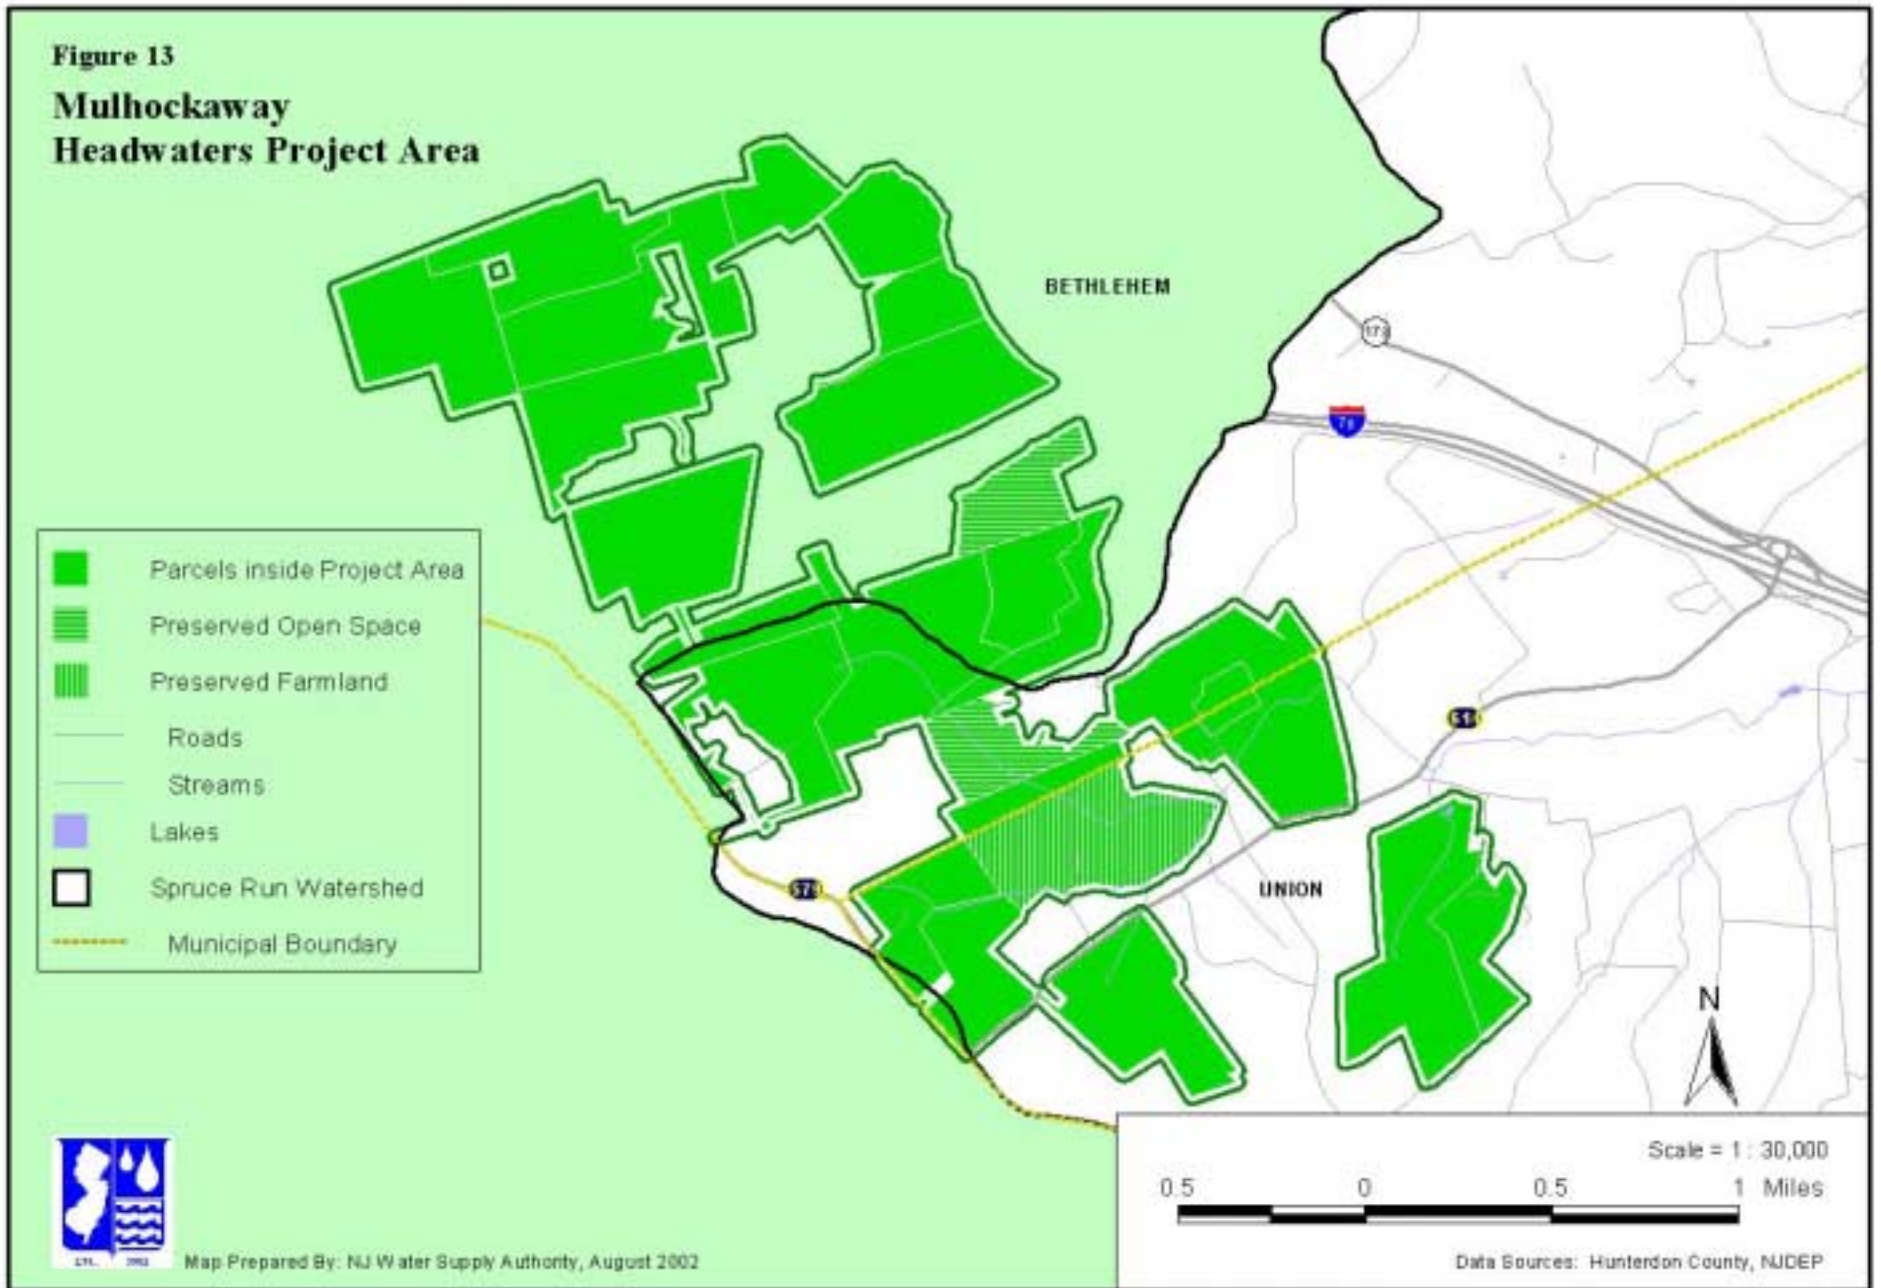 Figure 13
Mulhockaway
Headwaters Project Area
BETHLEHEM
Parcels inside Project Area
Preserved Open Space
Preserved Farmland
Roads
Streams
Lakes
Spruce Run Watershed
Municipal Boundary
UNION
N
Scale = 1 : 30,000
0.5 0 0.5 1 Miles
Map Prepared By: NJ Water Supply Authority, August 2002
Data Sources: Hunterdon County, NJDEP